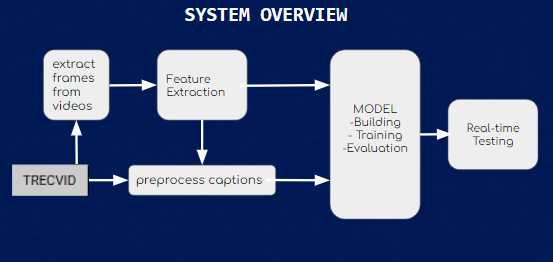 SYSTEM OVERVIEW
extract
frames
from
videos
Feature
Extraction
MODEL
-Building
- Training
-Evaluation
Real-time
Testing
TRECVID
preprocess captions